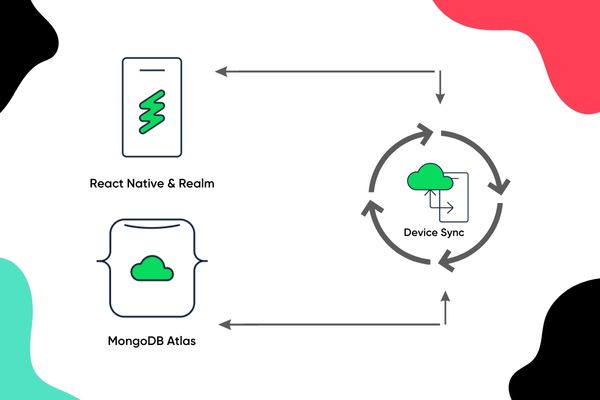 React Native & Realm
Device Sync
MongoDB Atlas